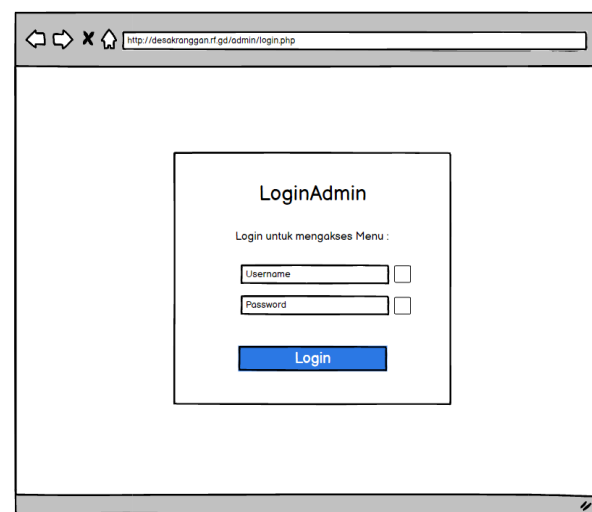 http://desakranggan.rf.gd/admin/login.php
LoginAdmin
Login untuk mengakses Menu :
Username
Password
Login